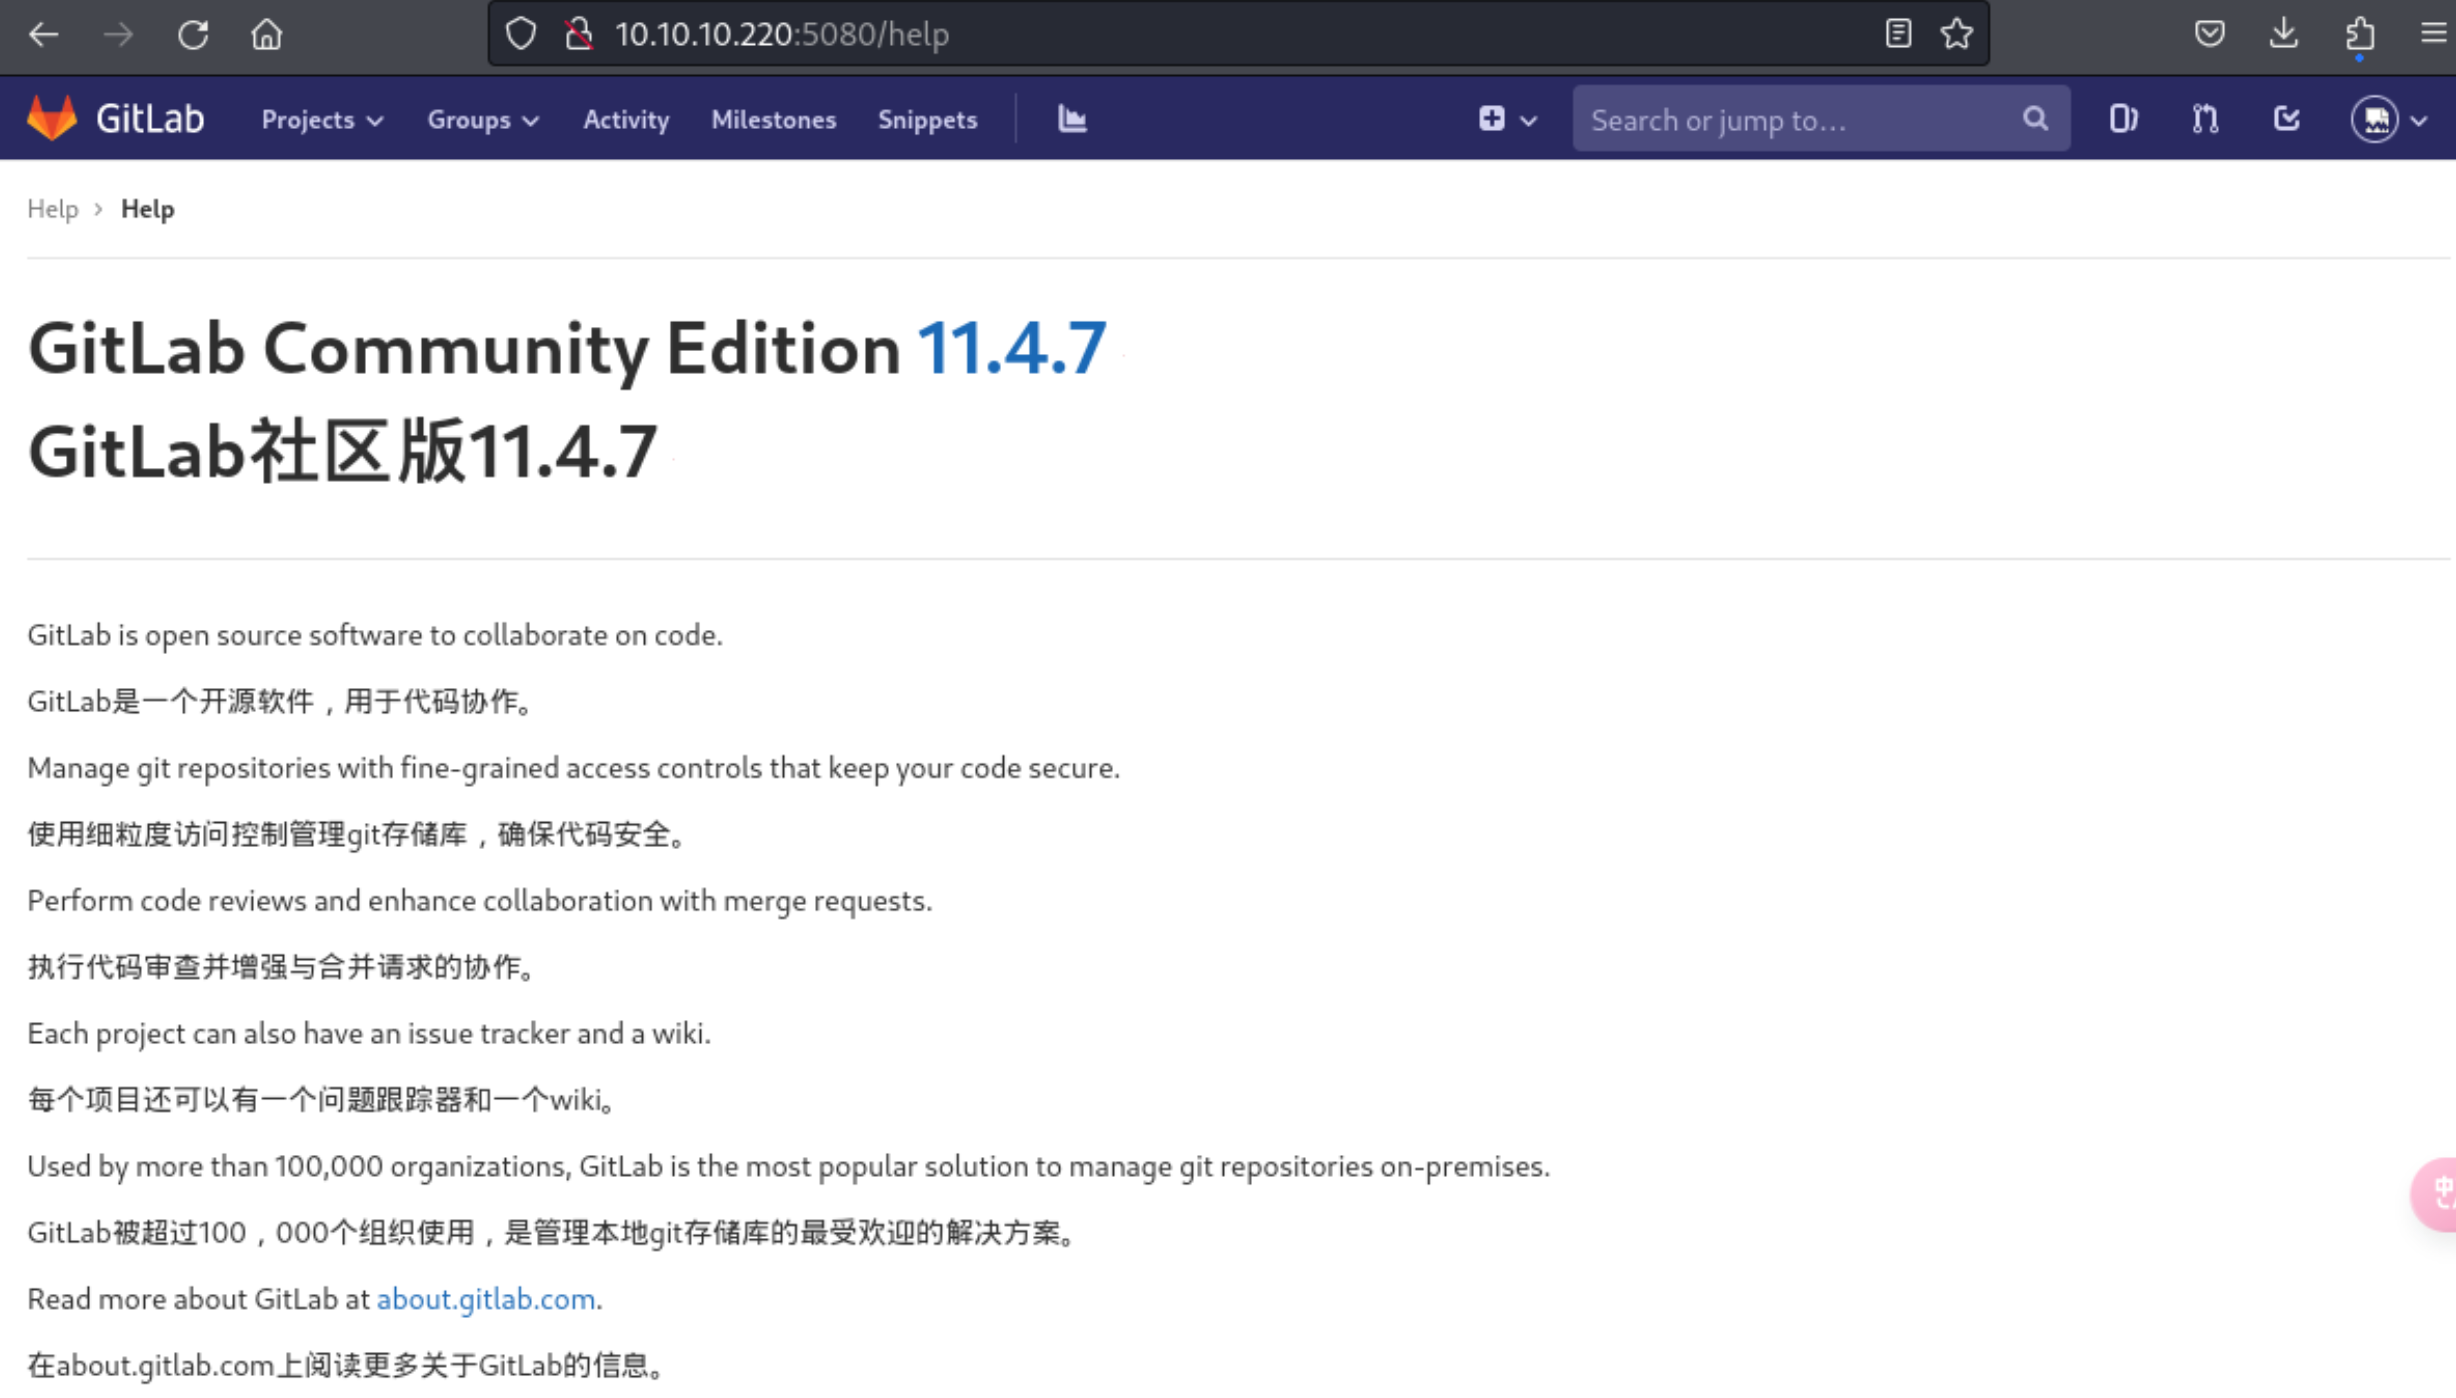 10.10.10.220:5080/help
GitLab Projects Groups Activity Milestones Snippets Search or jump to...
Help > Help
GitLab Community Edition 11.4.7
GitLab社区版11.4.7
GitLab is open source software to collaborate on code.
GitLab是一个开源软件，用于代码协作。
Manage git repositories with fine-grained access controls that keep your code secure.
使用细粒度访问控制管理git存储库，确保代码安全。
Perform code reviews and enhance collaboration with merge requests.
执行代码审查并增强与合并请求的协作。
Each project can also have an issue tracker and a wiki.
每个项目还可以有一个问题跟踪器和一个wiki。
Used by more than 100,000 organizations, GitLab is the most popular solution to manage git repositories on-premises.
GitLab被超过100，000个组织使用，是管理本地git存储库的最受欢迎的解决方案。
中
Read more about GitLab at about.gitlab.com.
在about.gitlab.com上阅读更多关于GitLab的信息。